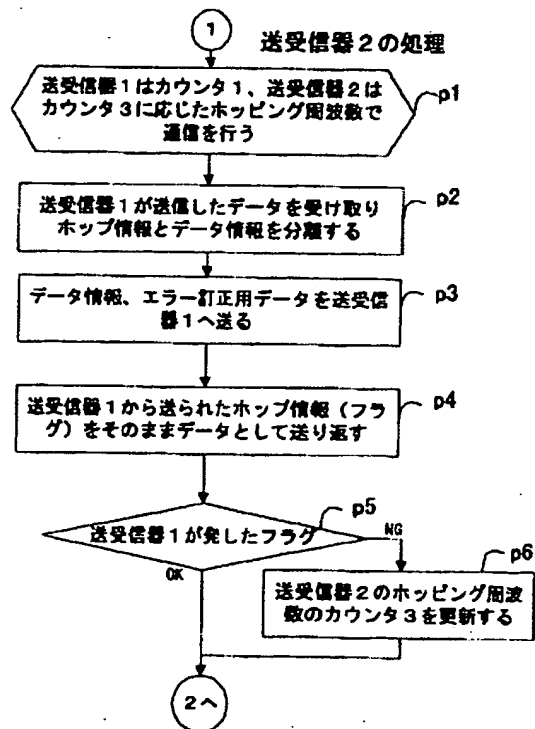 1
送受信器2の処理
送受信器1はカウンタ1、送受信器2は
カウンタ3に応じたホッピング周波数で
通信を行う
p1
送受信器1が送信したデータを受け取り
ホップ情報とデータ情報を分離する
p2
データ情報、エラー訂正用データを送受信
器1へ送る
p3
送受信器1から送られたホップ情報（フラ
グ）をそのままデータとして送り返す
p4
送受信器1が発したフラグ
p5
NG
OK
送受信器2のホッピング周波
数のカウンタ3を更新する
p6
2へ